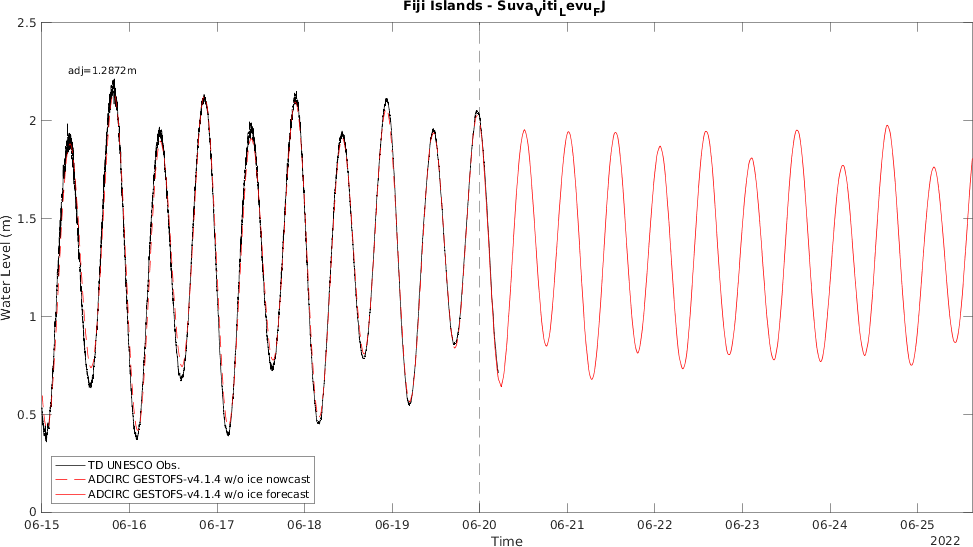 Fiji Islands - SuvaVitiLevuFJ
2.5
adj=1.2872m
2
1.5
Water Level (m)
1
0.5
TD UNESCO Obs.
ADCIRC GESTOFS-v4.1.4 w/o ice nowcast
ADCIRC GESTOFS-v4.1.4 w/o ice forecast
0
06-15 06-16 06-17 06-18 06-19 06-20 06-21 06-22 06-23 06-24 06-25
Time
2022